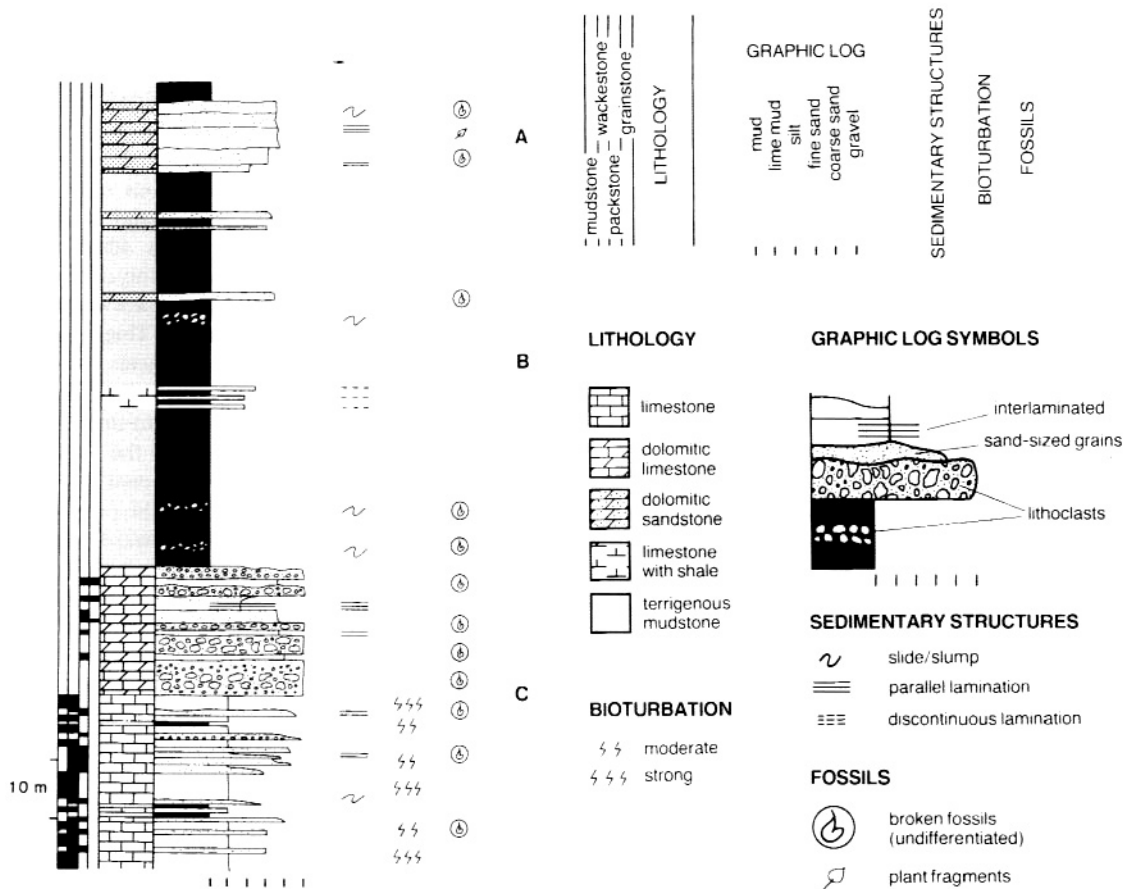 A
B
C
10 m
mudstone
wackestone
packstone
grainstone
LITHOLOGY
GRAPHIC LOG
mud
lime mud
silt
fine sand
coarse sand
gravel
SEDIMENTARY STRUCTURES
BIOTURBATION
FOSSILS
LITHOLOGY
limestone
dolomitic
limestone
dolomitic
sandstone
limestone
with shale
terrigenous
mudstone
BIOTURBATION
moderate
strong
GRAPHIC LOG SYMBOLS
interlaminated
sand-sized grains
lithoclasts
SEDIMENTARY STRUCTURES
slide/slump
parallel lamination
discontinuous lamination
FOSSILS
broken fossils
(undifferentiated)
plant fragments